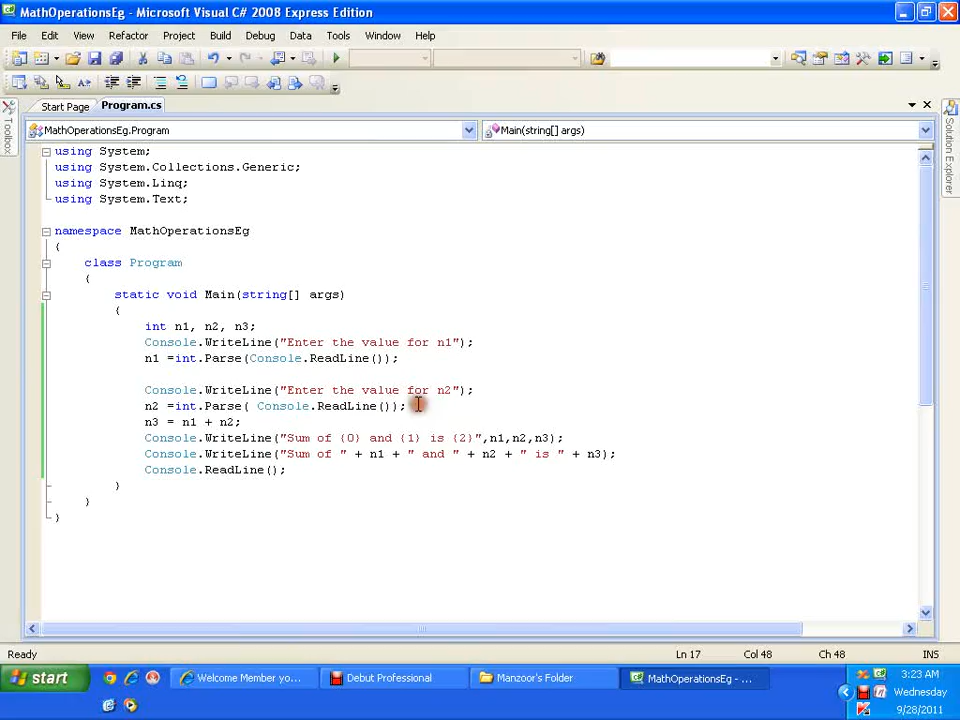 MathOperationsEg - Microsoft Visual C# 2008 Express Edition
File Edit View Refactor Project Build Debug Data Tools Window Help
Start Page Program.cs
MathOperationsEg.Program Main(string[] args)
Toolbox
Solution Explorer
using System;
using System.Collections.Generic;
using System.Linq;
using System.Text;
namespace MathOperationsEg
{
class Program
{
static void Main(string[] args)
{
int n1, n2, n3;
Console.WriteLine("Enter the value for n1");
n1 =int.Parse(Console.ReadLine());
Console.WriteLine("Enter the value for n2");
n2 =int.Parse( Console.ReadLine());
n3 = n1 + n2;
Console.WriteLine("Sum of {0} and {1} is {2}",n1,n2,n3);
Console.WriteLine("Sum of " + n1 + " and " + n2 + " is " + n3);
Console.ReadLine();
}
}
}
Ready Ln 17 Col 48 Ch 48 INS
start Welcome Member yo... Debut Professional Manzoor's Folder MathOperationsEg - ... 3:23 AM
Wednesday
9/28/2011